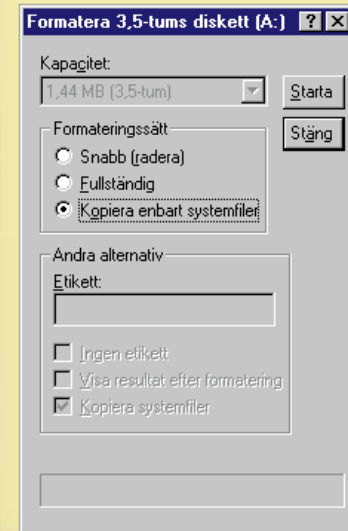 Formatera 3,5-tums diskett (A:)
Kapacitet:
1,44 MB (3,5-tum)
Starta
Stäng
Formateringssätt
Snabb (radera)
Fullständig
Kopiera enbart systemfiler
Andra alternativ
Etikett:
Ingen etikett
Visa resultat efter formatering
Kopiera systemfiler